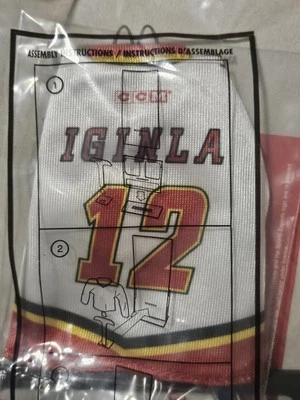 ASSEMBLY INSTRUCTIONS / INSTRUCTIONS D'ASSEMBLAGE
1
CCM
IGINLA
12
2